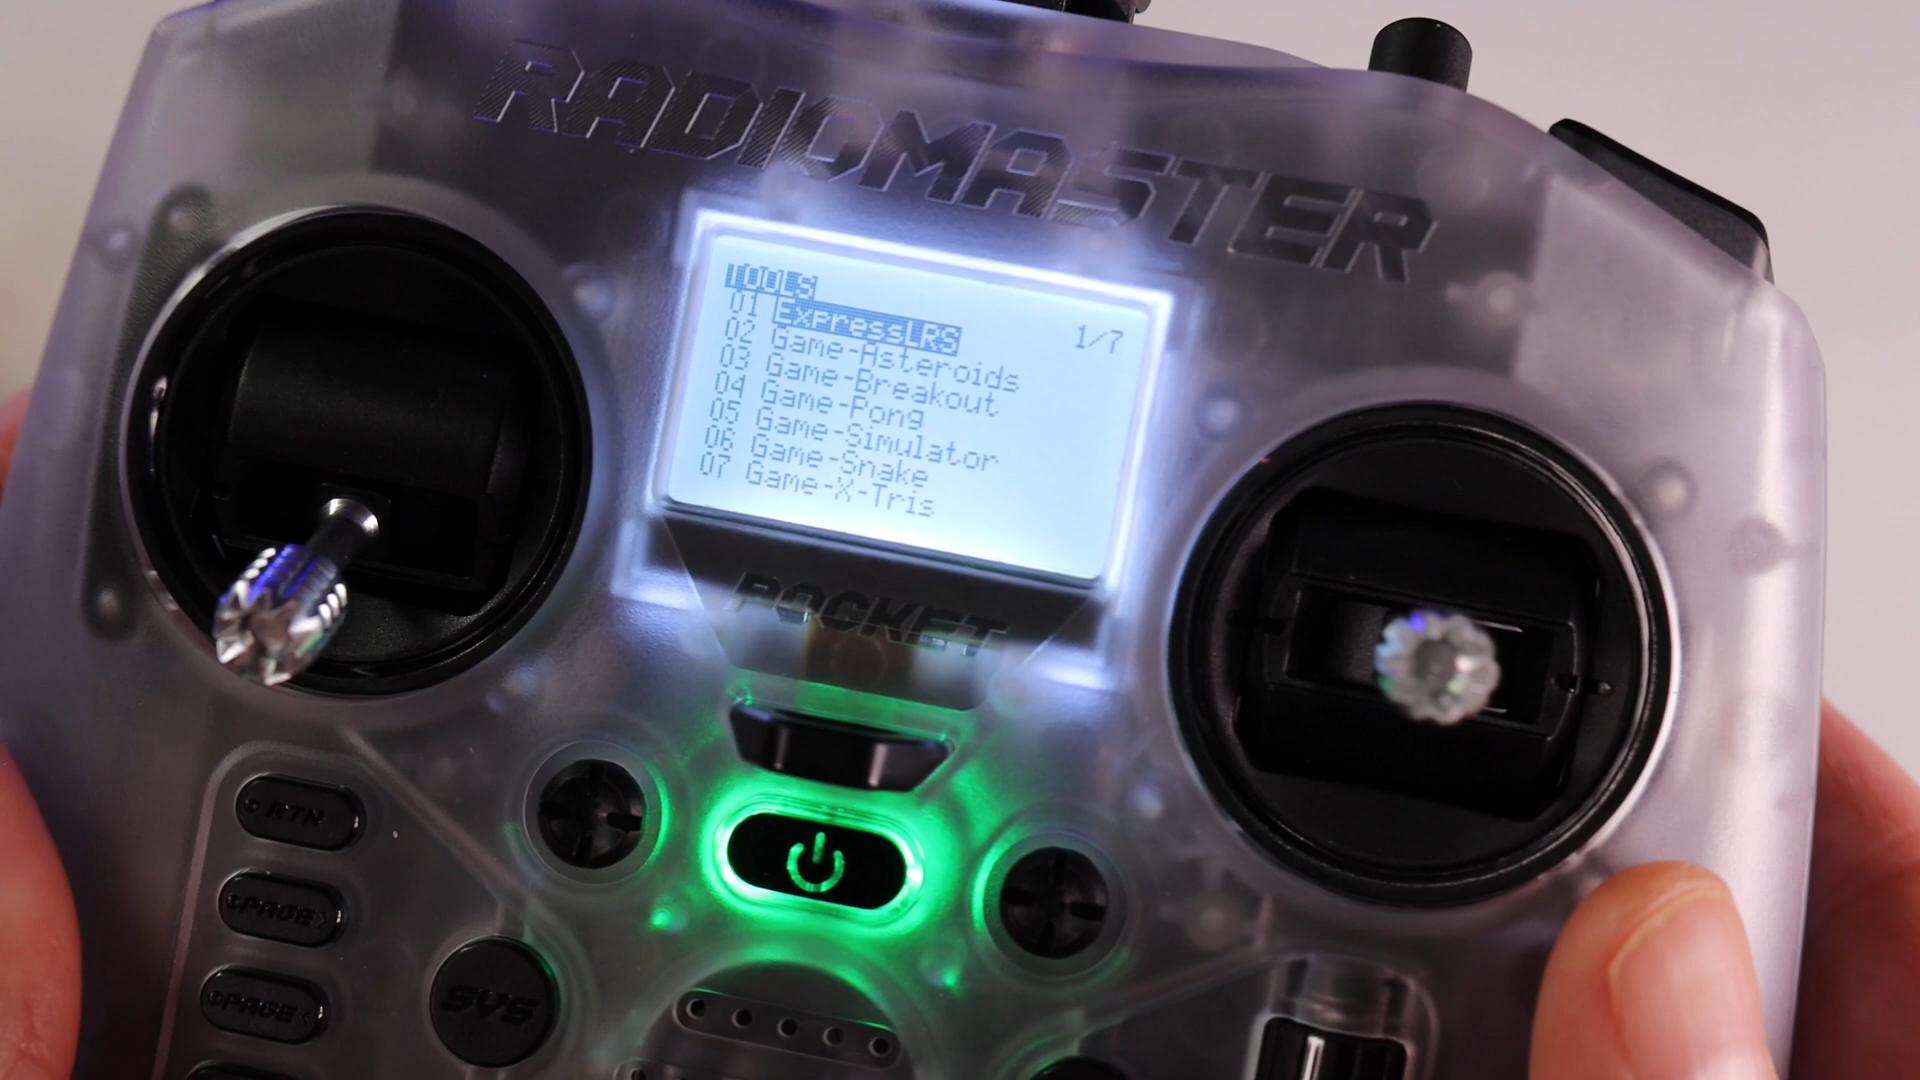 RADIOMASTER
TOOLS 1/7
01 ExpressLRS
02 Game-Asteroids
03 Game-Breakout
04 Game-Pong
05 Game-Simulator
06 Game-Snake
07 Game-X-Tris
POCKET
RTN
PAGE>
PAGE<
SYS